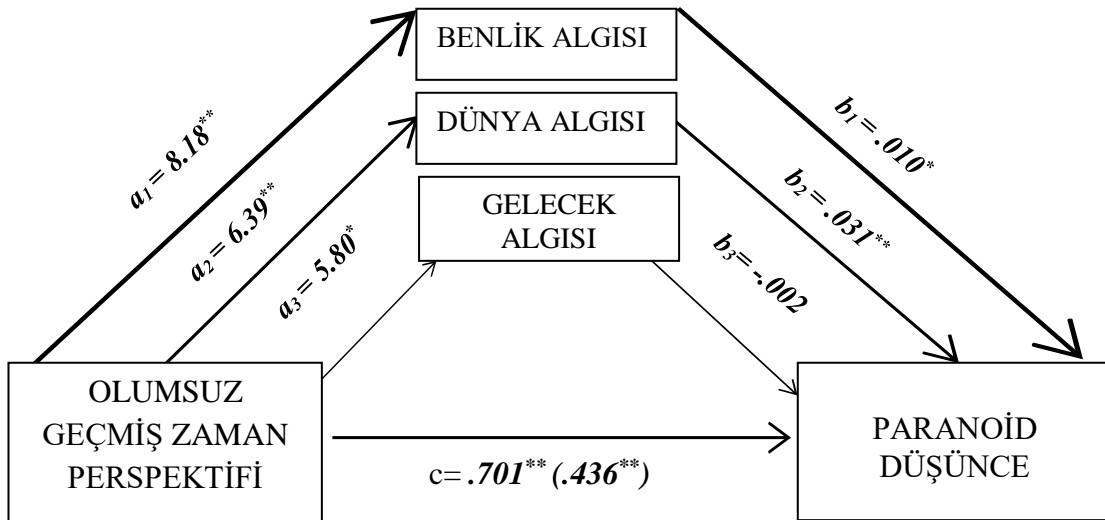 BENLİK ALGISI
DÜNYA ALGISI
GELECEK
ALGISI
a₁ = 8.18**
a₂ = 6.39**
a₃ = 5.80*
b₁ = .010*
b₂ = .031**
b₃=-.002
OLUMSUZ
GEÇMİŞ ZAMAN
PERSPEKTİFİ
PARANOİD
DÜŞÜNCE
c= .701** (.436**)